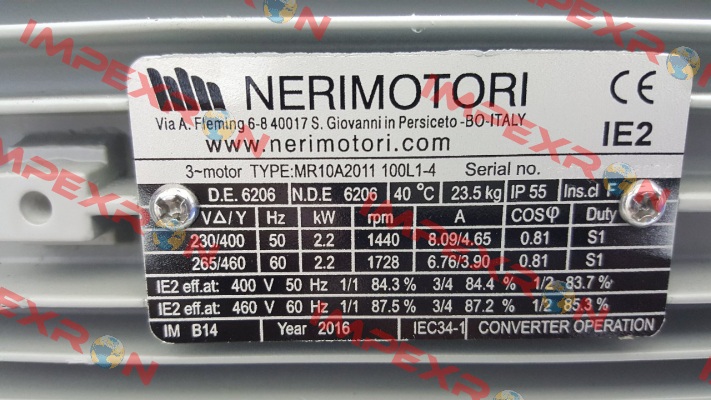 NERIMOTORI
CE
Via A. Fleming 6-8 40017 S. Giovanni in Persiceto -BO-ITALY
www.nerimotori.com
IE2
3~motor TYPE:MR10A2011 100L1-4 Serial no.
D.E. 6206 N.D.E 6206 40 °C 23.5 kg IP 55 Ins.cl F
VΔ/Y Hz kW rpm A COSφ Duty
230/400 50 2.2 1440 8.09/4.65 0.81 S1
265/460 60 2.2 1728 6.76/3.90 0.81 S1
IE2 eff.at: 400 V 50 Hz 1/1 84.3 % 3/4 84.4 % 1/2 83.7 %
IE2 eff.at: 460 V 60 Hz 1/1 87.5 % 3/4 87.2 % 1/2 85.3 %
IM B14 Year 2016 IEC34-1 CONVERTER OPERATION
IMPEXRON
IMPEXRON
IMPEXRON
IMPEXRON
IMPEXRON